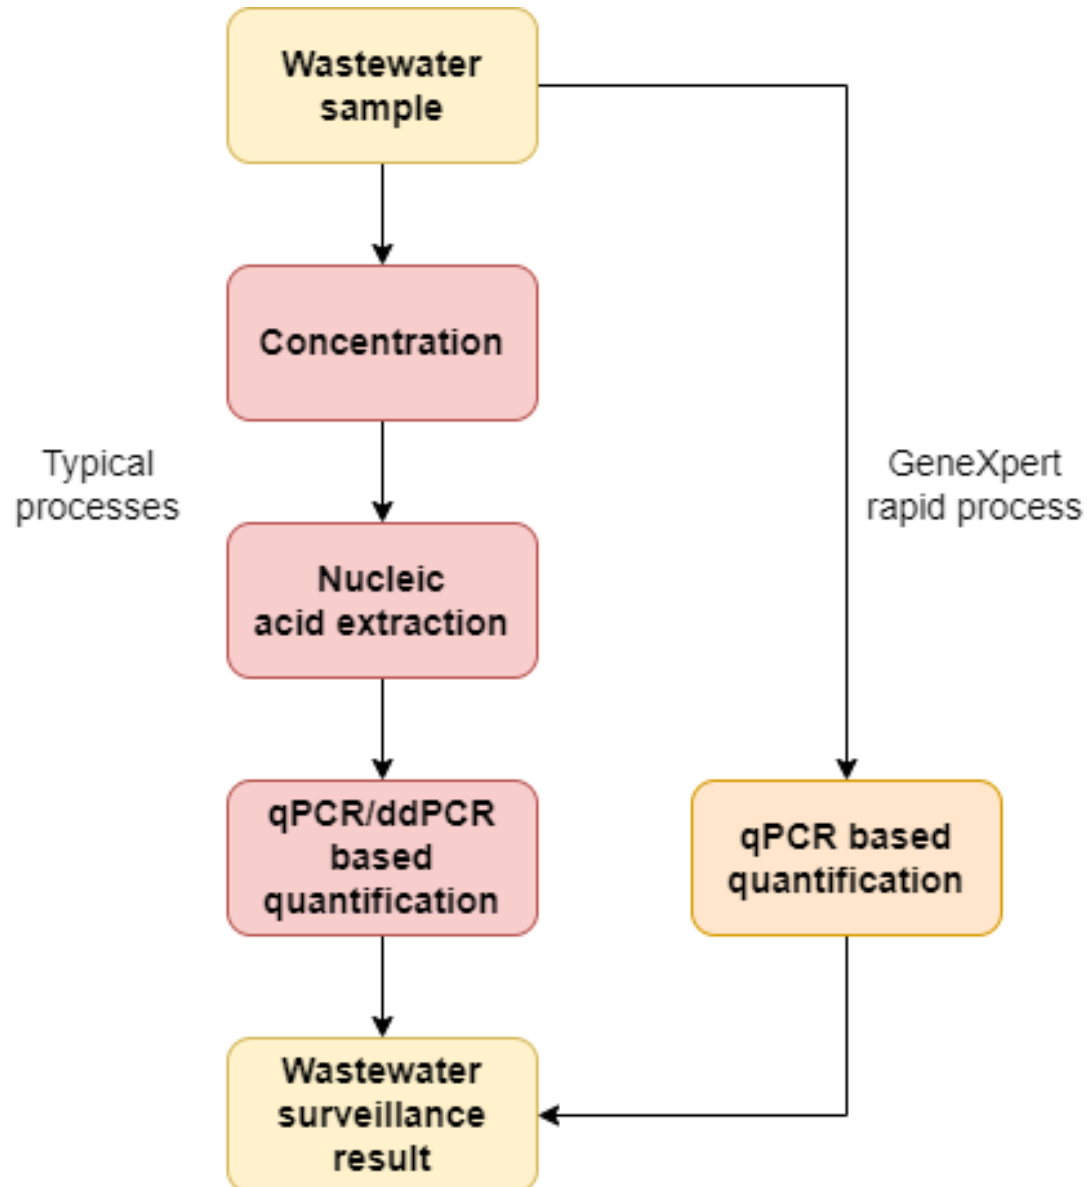 Wastewater
sample
Concentration
Typical
processes
GeneXpert
rapid process
Nucleic
acid extraction
qPCR/ddPCR
based
quantification
qPCR based
quantification
Wastewater
surveillance
result